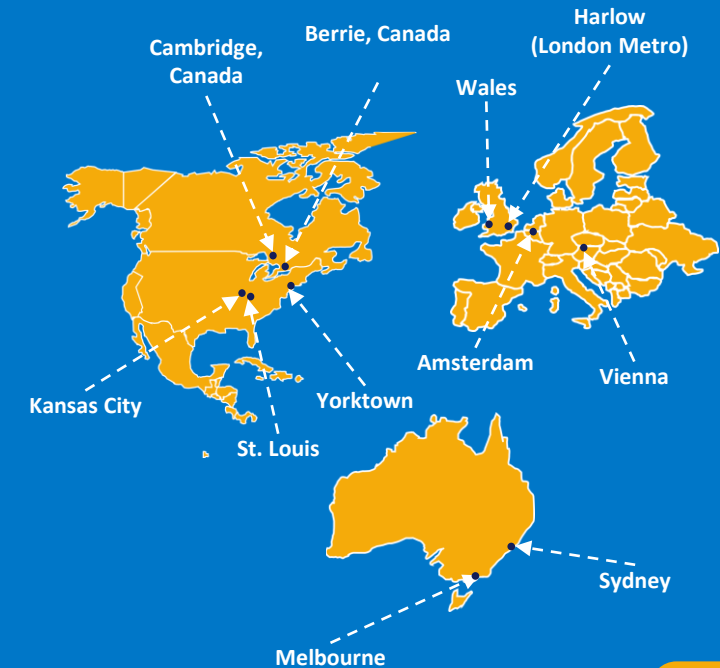 Harlow
(London Metro)
Berrie, Canada
Cambridge,
Canada
Wales
Amsterdam
Vienna
Kansas City
Yorktown
St. Louis
Sydney
Melbourne